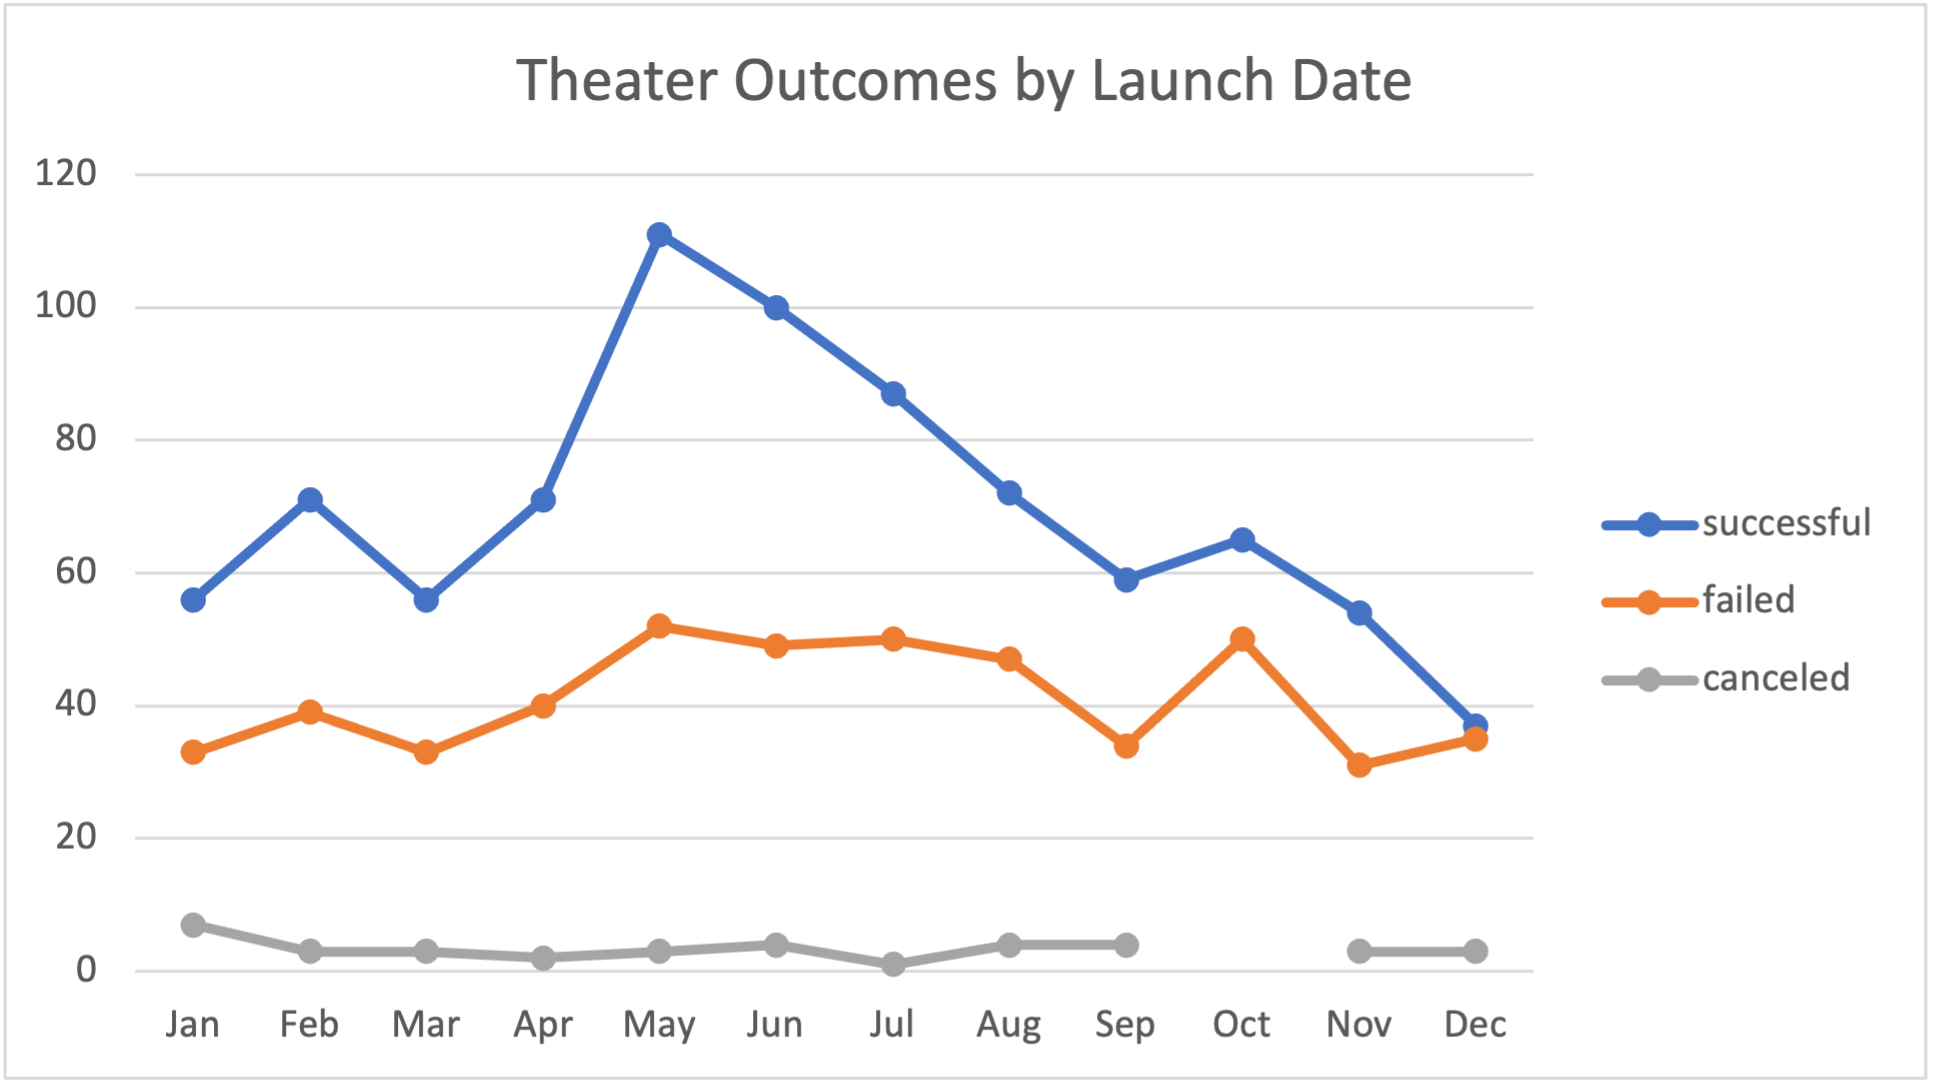 Theater Outcomes by Launch Date
120
100
80
60
40
20
0
Jan Feb Mar Apr May Jun Jul Aug Sep Oct Nov Dec
successful
failed
canceled